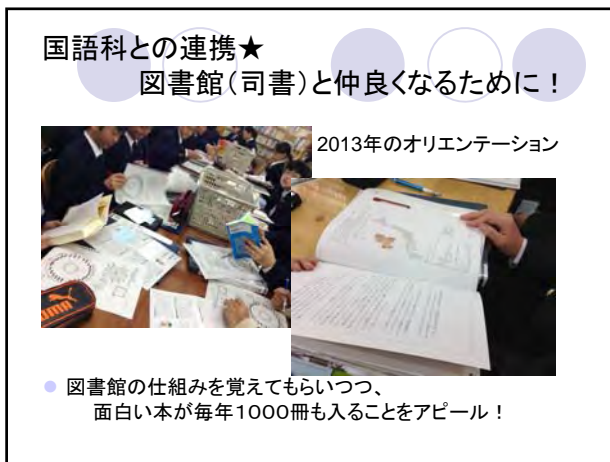 国語科との連携★
図書館(司書)と仲良くなるために！
2013年のオリエンテーション
PUMA
図書館の仕組みを覚えてもらいつつ、
面白い本が毎年1000冊も入ることをアピール！